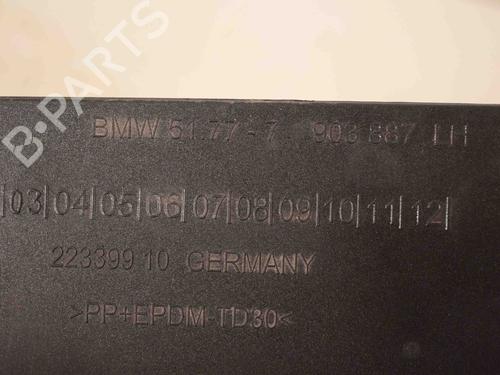 BMW 51.77-7 903 887 LH
|03|04|05|06|07|08|09|10|11|12|
223399 10 GERMANY
>PP+EPDM-TD30<
B-PARTS